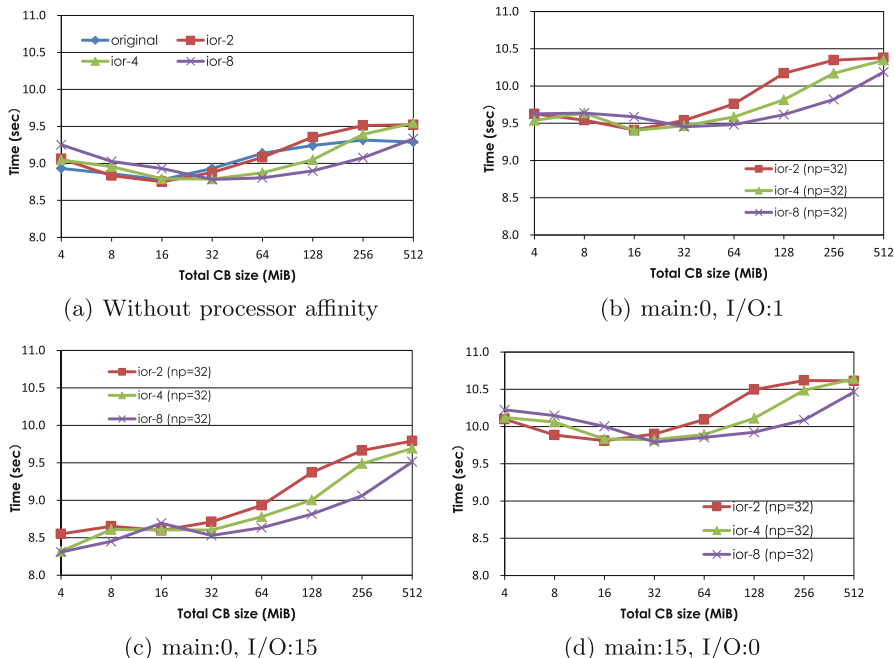 11.0
10.5
10.0
9.5
9.0
8.5
8.0
Time (sec)
original
ior-2
ior-4
ior-8
4 8 16 32 64 128 256 512
Total CB size (MiB)
(a) Without processor affinity
11.0
10.5
10.0
9.5
9.0
8.5
8.0
Time (sec)
ior-2 (np=32)
ior-4 (np=32)
ior-8 (np=32)
4 8 16 32 64 128 256 512
Total CB size (MiB)
(b) main:0, I/O:1
11.0
10.5
10.0
9.5
9.0
8.5
8.0
Time (sec)
ior-2 (np=32)
ior-4 (np=32)
ior-8 (np=32)
4 8 16 32 64 128 256 512
Total CB size (MiB)
(c) main:0, I/O:15
11.0
10.5
10.0
9.5
9.0
8.5
8.0
Time (sec)
ior-2 (np=32)
ior-4 (np=32)
ior-8 (np=32)
4 8 16 32 64 128 256 512
Total CB size (MiB)
(d) main:15, I/O:0